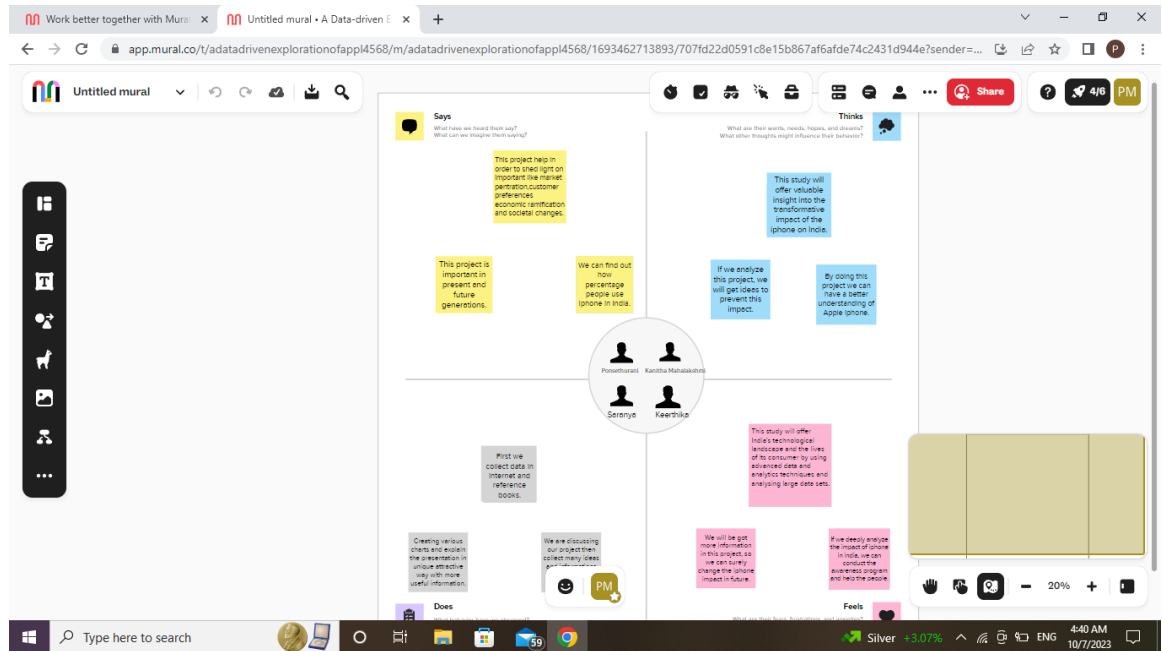 Work better together with Mural
Untitled mural • A Data-driven E
app.mural.co/t/adatadrivenexplorationofappl4568/m/adatadrivenexplorationofappl4568/1693462713893/707fd22d0591c8e15b867af6afde74c2431d944e?sender=...
P
Untitled mural
Share
4/6
PM
Says
What have we heard them say?
What can we imagine them saying?
Thinks
What are their wants, needs, hopes, and dreams?
What other thoughts might influence their behavior?
This project help in
order to shed light on
important like market
pentration,customer
preferences
economic ramification
and societal changes.
This study will
offer valuable
insight into the
transformative
impact of the
iphone on India.
This project is
important in
present and
future
generations.
We can find out
how
percentage
people use
Iphone in India.
If we analyze
this project, we
will get ideas to
prevent this
impact.
By doing this
project we can
have a better
understanding of
Apple Iphone.
Ponsethurani
Kanitha Mahalakshmi
Saranya
Keerthika
First we
collect data in
Internet and
reference
books.
This study will offer
India's technological
landscape and the lives
of its consumer by using
advanced data and
analytics techniques and
analysing large data sets.
Creating various
charts and explain
the presentation in
unique attractive
way with more
useful information.
We are discussing
our project then
collect many ideas
and informations
We will be got
more information
in this project, so
we can surely
change the iphone
impact in future.
If we deeply analyze
the impact of iphone
in india, we can
conduct the
awareness program
and help the people.
PM
Does
Feels
20%
Type here to search
59
Silver +3.07%
ENG
4:40 AM
10/7/2023